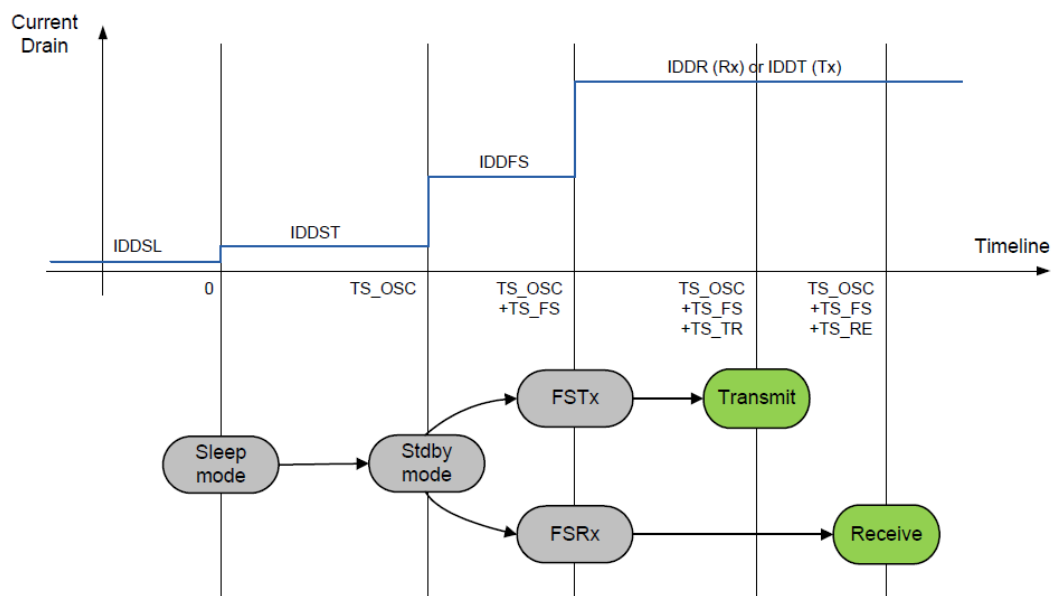 Current
Drain
IDDR (Rx) or IDDT (Tx)
IDDFS
IDDST
IDDSL
Timeline
0
TS_OSC
TS_OSC
+TS_FS
TS_OSC
+TS_FS
+TS_TR
TS_OSC
+TS_FS
+TS_RE
FSTx
Transmit
Sleep
mode
Stdby
mode
FSRx
Receive